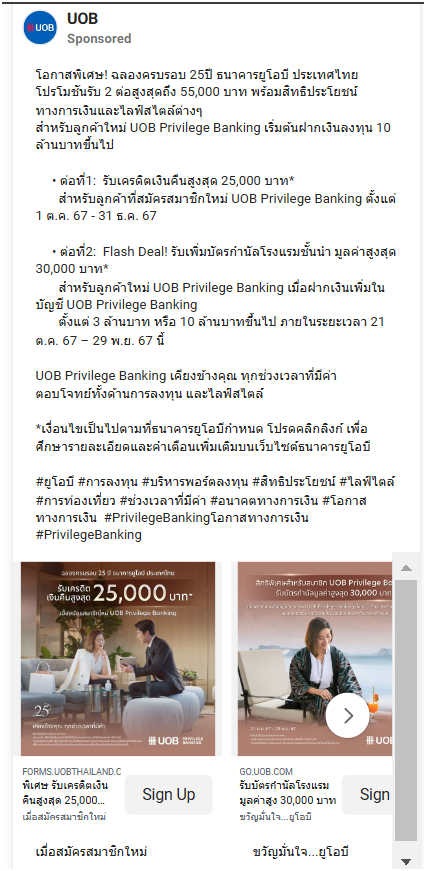 UOB
UOB
Sponsored
โอกาสพิเศษ! ฉลองครบรอบ 25ปี ธนาคารยูโอบี ประเทศไทย
โปรโมชันรับ 2 ต่อสูงสุดถึง 55,000 บาท พร้อมสิทธิประโยชน์
ทางการเงินและไลฟ์สไตล์ต่างๆ
สำหรับลูกค้าใหม่ UOB Privilege Banking เริ่มต้นฝากเงินลงทุน 10
ล้านบาทขึ้นไป
• ต่อที่1: รับเครดิตเงินคืนสูงสุด 25,000 บาท*
สำหรับลูกค้าที่สมัครสมาชิกใหม่ UOB Privilege Banking ตั้งแต่
1 ต.ค. 67 - 31 ธ.ค. 67
• ต่อที่2: Flash Deal! รับเพิ่มบัตรกำนัลโรงแรมชั้นนำ มูลค่าสูงสุด
30,000 บาท*
สำหรับลูกค้าใหม่ UOB Privilege Banking เมื่อฝากเงินเพิ่มใน
บัญชี UOB Privilege Banking
ตั้งแต่ 3 ล้านบาท หรือ 10 ล้านบาทขึ้นไป ภายในระยะเวลา 21
ต.ค. 67 – 29 พ.ย. 67 นี้
UOB Privilege Banking เคียงข้างคุณ ทุกช่วงเวลาที่มีค่า
ตอบโจทย์ทั้งด้านการลงทุน และไลฟ์สไตล์
*เงื่อนไขเป็นไปตามที่ธนาคารยูโอบีกำหนด โปรดคลิกลิงก์ เพื่อ
ศึกษารายละเอียดและคำเตือนเพิ่มเติมบนเว็บไซต์ธนาคารยูโอบี
#ยูโอบี #การลงทุน #บริหารพอร์ตลงทุน #สิทธิประโยชน์ #ไลฟ์ไตล์
#การท่องเที่ยว #ช่วงเวลาที่มีค่า #อนาคตทางการเงิน #โอกาส
ทางการเงิน #PrivilegeBankingโอกาสทางการเงิน
#PrivilegeBanking
ฉลองครบรอบ 25 ปี ธนาคารยูโอบี ประเทศไทย
รับเครดิต
เงินคืนสูงสุด 25,000 บาท*
เมื่อสมัครสมาชิกใหม่ UOB Privilege Banking
25
เคียงข้างคุณ ทุกช่วงเวลาที่มีค่า
UOB PRIVILEGE BANKING
สิทธิพิเศษสำหรับสมาชิก UOB Privilege Ba
รับบัตรกำนัลมูลค่าสูงสุด 30,000 บาท*
21 ต.ค. 67 – 29 พ.ย. 67
UOB
FORMS.UOBTHAILAND.C
พิเศษ รับเครดิตเงิน
คืนสูงสุด 25,000...
เมื่อสมัครสมาชิกใหม่
Sign Up
GO.UOB.COM
รับบัตรกำนัลโรงแรม
มูลค่าสูง 30,000 บาท
ขวัญมั่นใจ...ยูโอบี
Sign
เมื่อสมัครสมาชิกใหม่
ขวัญมั่นใจ...ยูโอบี